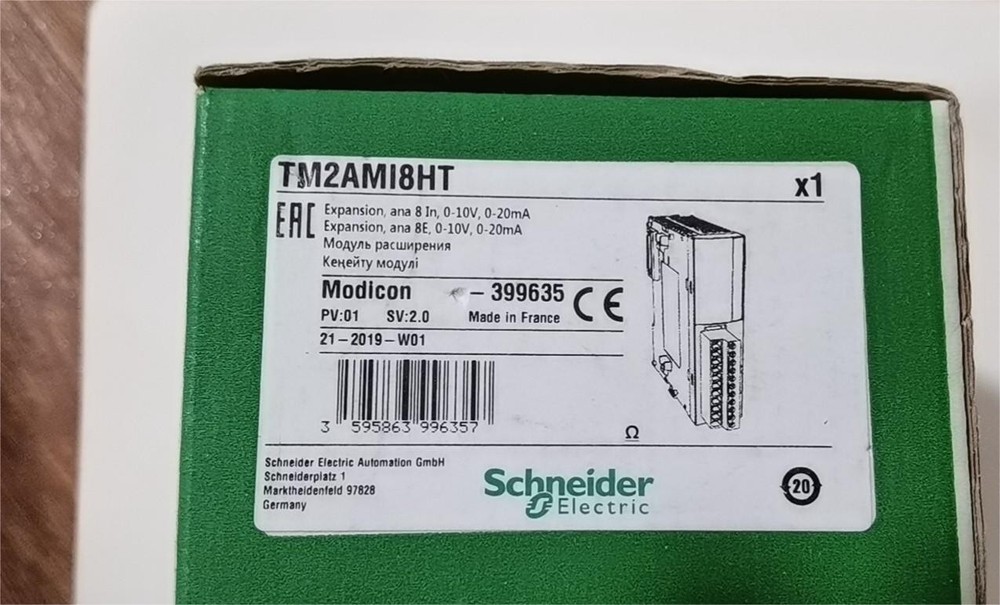 TM2AMI8HT x1
EAC
Expansion, ana 8 In, 0-10V, 0-20mA
Expansion, ana 8E, 0-10V, 0-20mA
Модуль расширения
Кеңейту модулі
Modicon - 399635 CE
PV:01 SV:2.0 Made in France
21-2019-W01
3 595863 996357
Ω
Schneider Electric Automation GmbH
Schneiderplatz 1
Marktheidenfeld 97828
Germany
Schneider
Electric
20